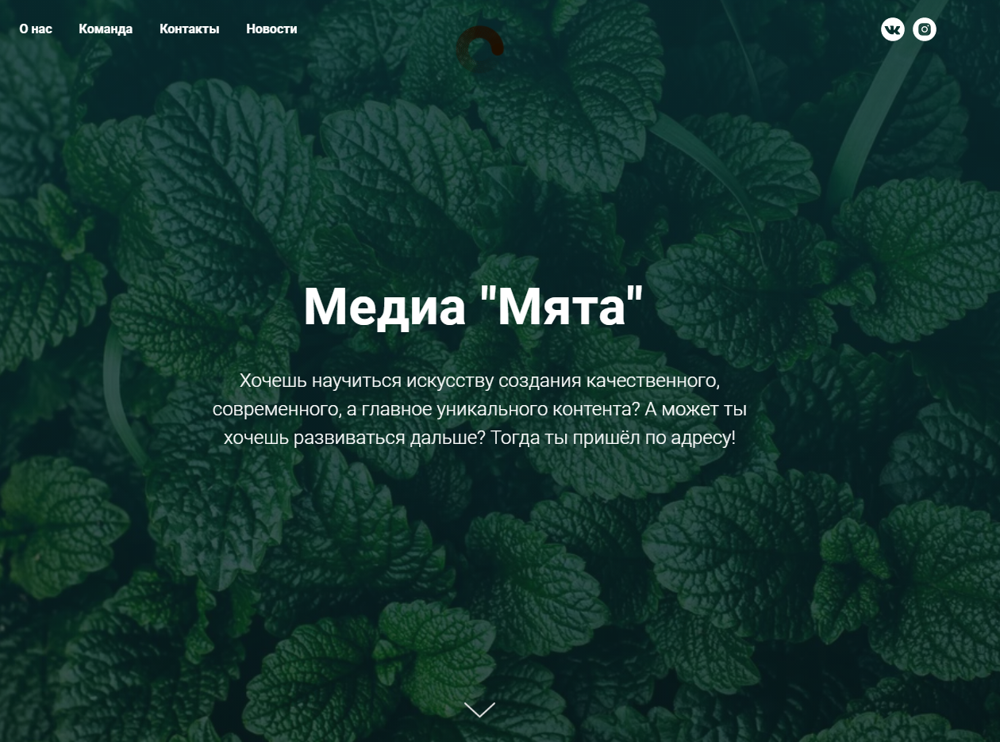 О нас Команда Контакты Новости
Медиа "Мята"
Хочешь научиться искусству создания качественного,
современного, а главное уникального контента? А может ты
хочешь развиваться дальше? Тогда ты пришёл по адресу!